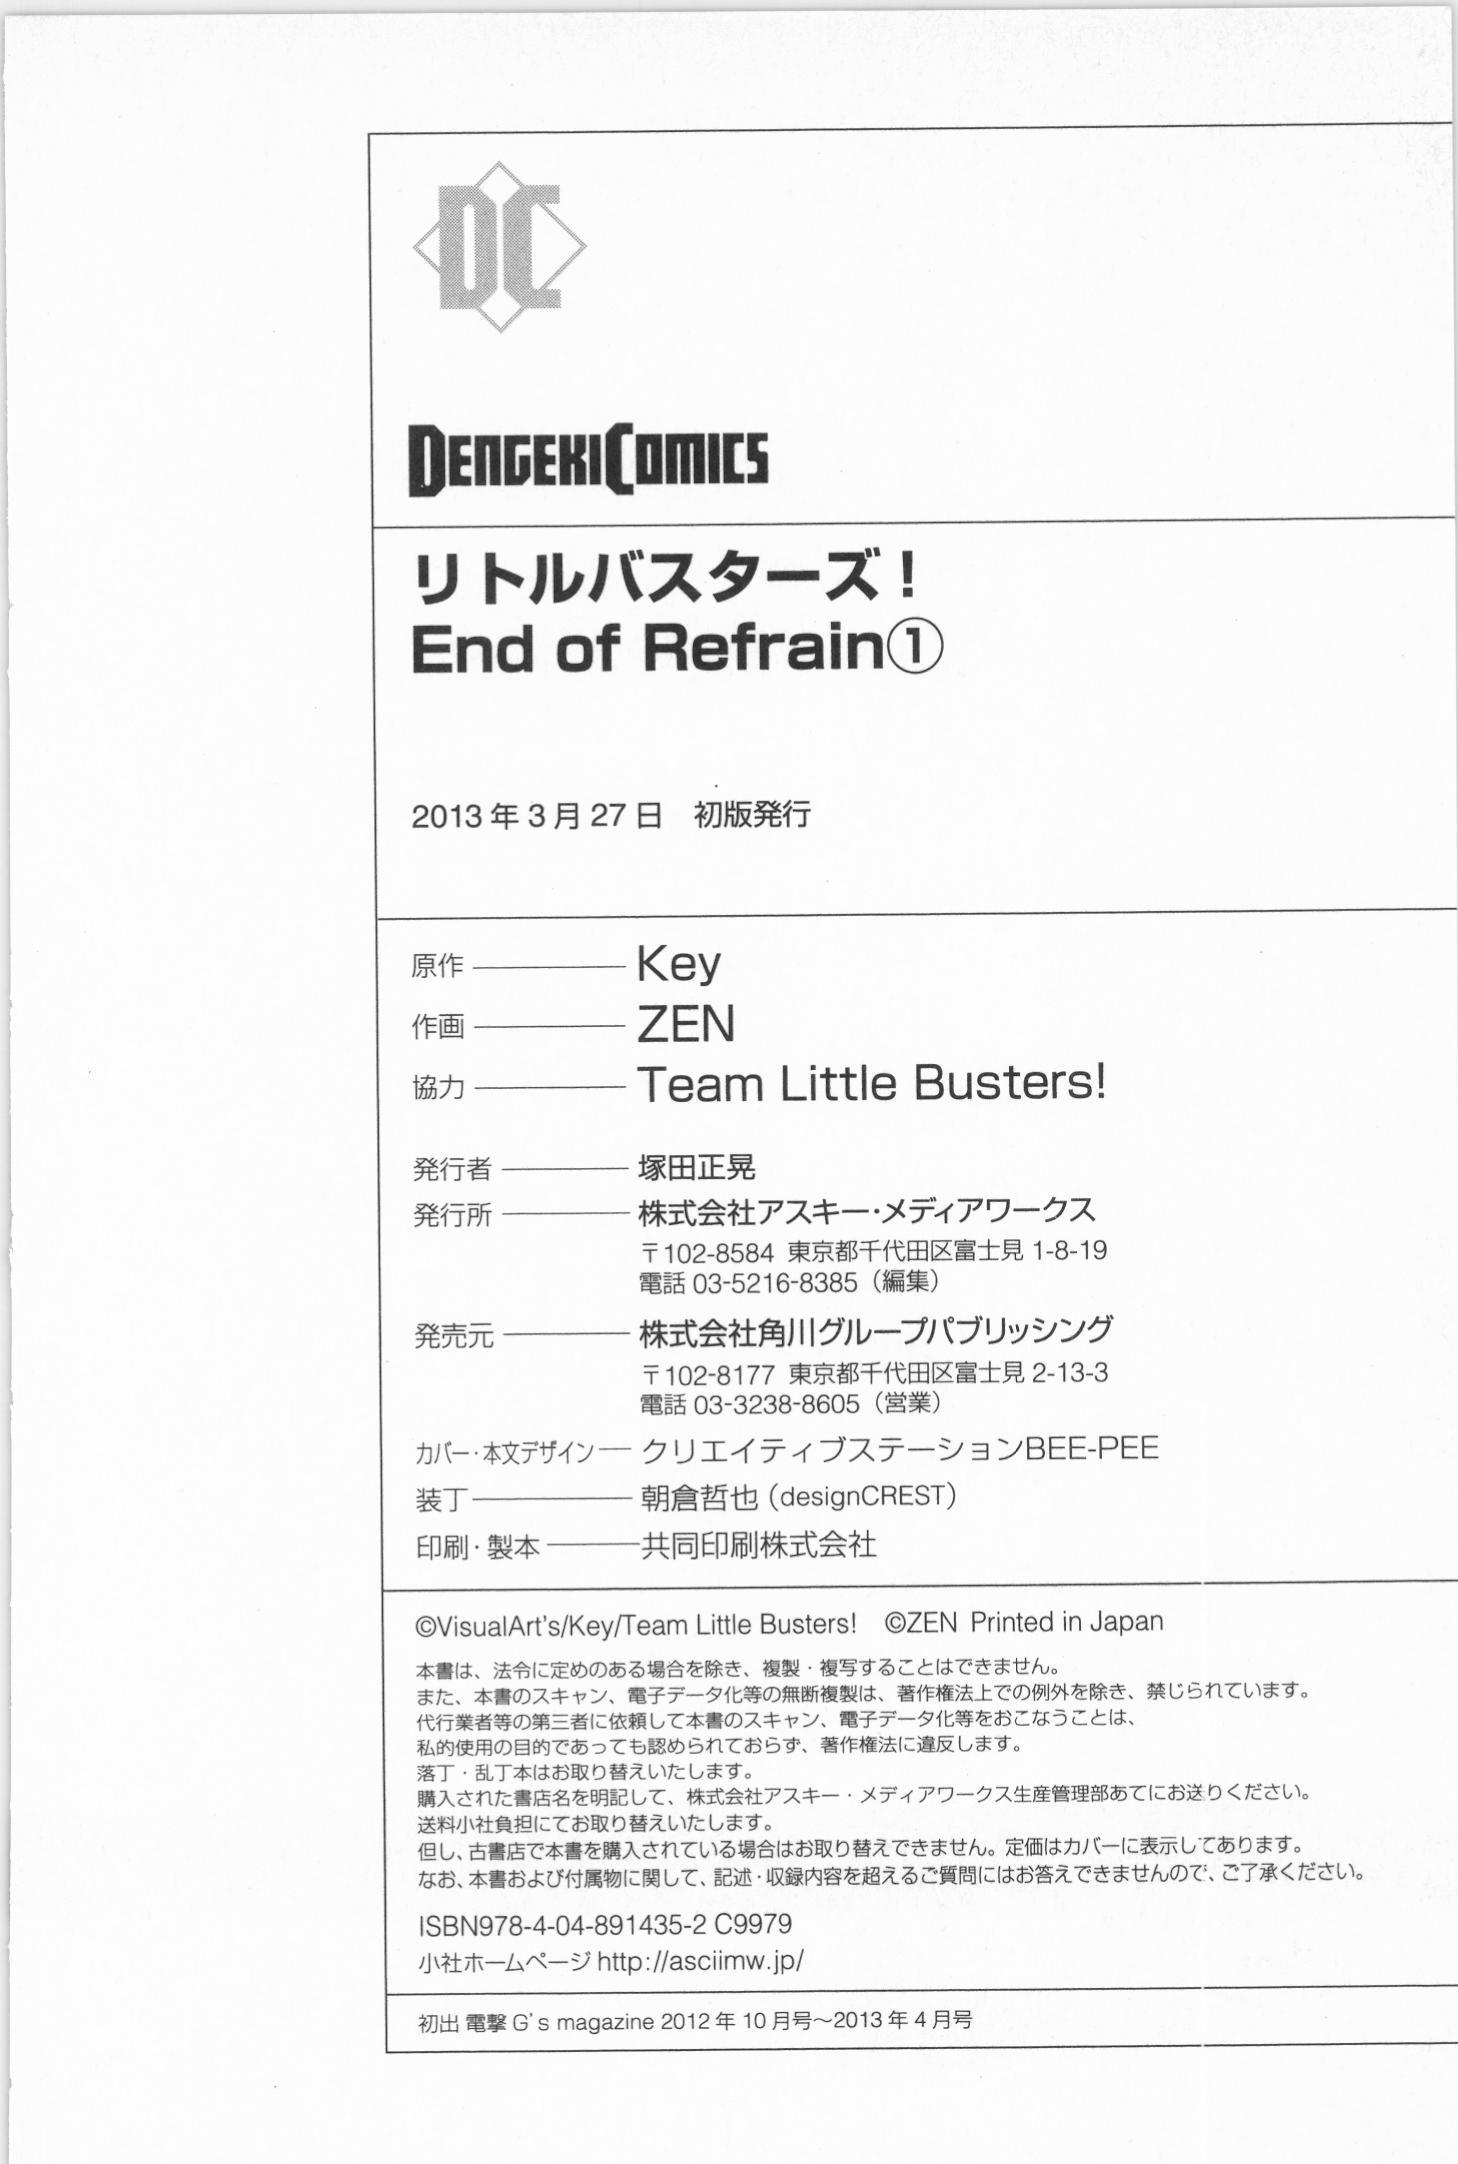 DC
DENGEKI COMICS
リトルバスターズ！
End of Refrain①
2013年3月27日　初版発行
原作 ――― Key
作画 ――― ZEN
協力 ――― Team Little Busters!
発行者 ――― 塚田正晃
発行所 ――― 株式会社アスキー・メディアワークス
〒102-8584 東京都千代田区富士見 1-8-19
電話 03-5216-8385（編集）
発売元 ――― 株式会社角川グループパブリッシング
〒102-8177 東京都千代田区富士見 2-13-3
電話 03-3238-8605（営業）
カバー・本文デザイン ― クリエイティブステーションBEE-PEE
装丁 ――― 朝倉哲也（designCREST）
印刷・製本 ――― 共同印刷株式会社
©VisualArt's/Key/Team Little Busters!　©ZEN Printed in Japan
本書は、法令に定めのある場合を除き、複製・複写することはできません。
また、本書のスキャン、電子データ化等の無断複製は、著作権法上での例外を除き、禁じられています。
代行業者等の第三者に依頼して本書のスキャン、電子データ化等をおこなうことは、
私的使用の目的であっても認められておらず、著作権法に違反します。
落丁・乱丁本はお取り替えいたします。
購入された書店名を明記して、株式会社アスキー・メディアワークス生産管理部あてにお送りください。
送料小社負担にてお取り替えいたします。
但し、古書店で本書を購入されている場合はお取り替えできません。定価はカバーに表示してあります。
なお、本書および付属物に関して、記述・収録内容を超えるご質問にはお答えできませんので、ご了承ください。
ISBN978-4-04-891435-2 C9979
小社ホームページ http://asciimw.jp/
初出 電撃 G's magazine 2012年10月号～2013年4月号